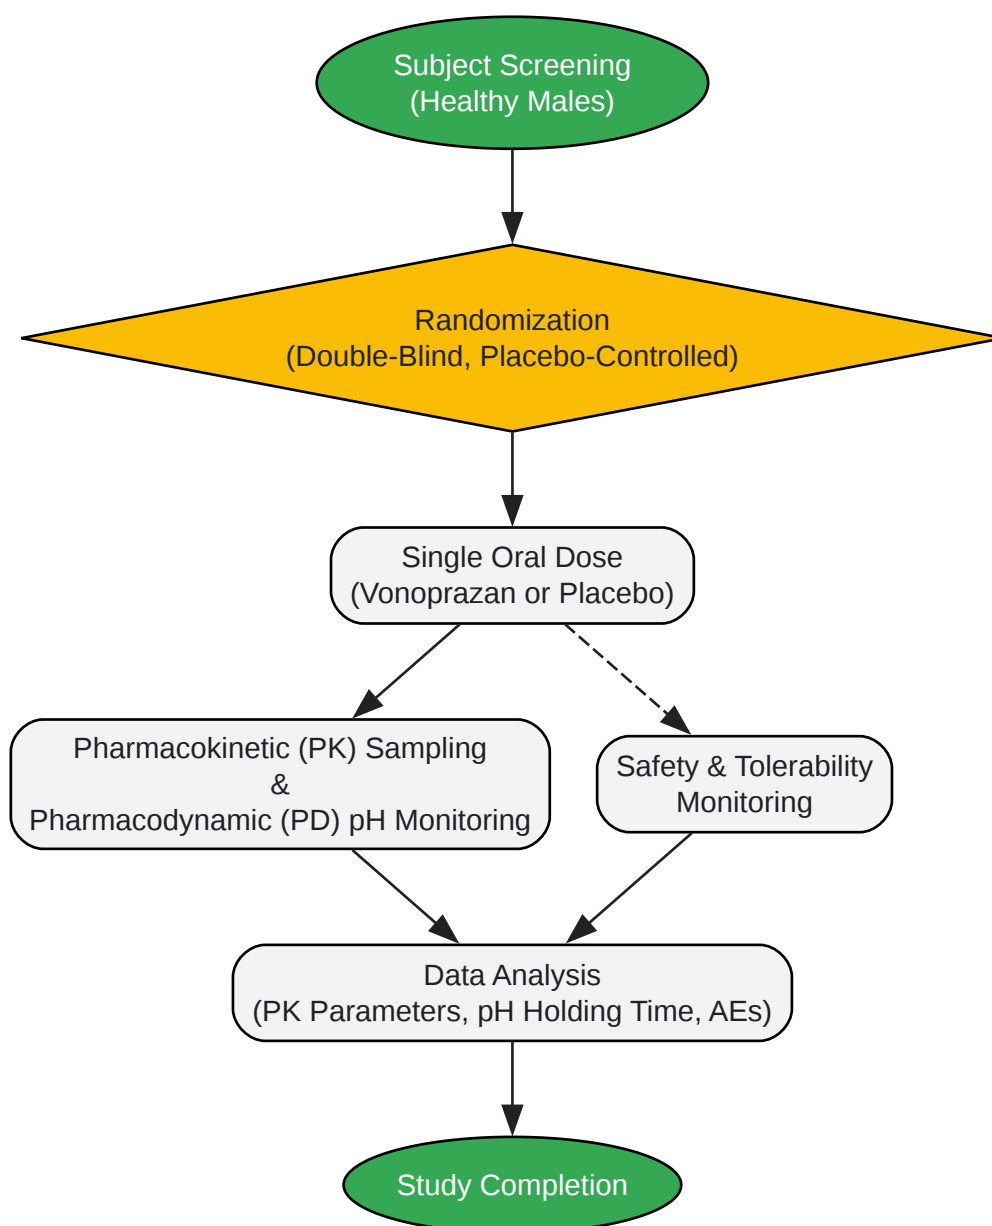 Subject Screening
(Healthy Males)
Randomization
(Double-Blind, Placebo-Controlled)
Single Oral Dose
(Vonoprazan or Placebo)
Pharmacokinetic (PK) Sampling
&
Pharmacodynamic (PD) pH Monitoring
Safety & Tolerability
Monitoring
Data Analysis
(PK Parameters, pH Holding Time, AEs)
Study Completion